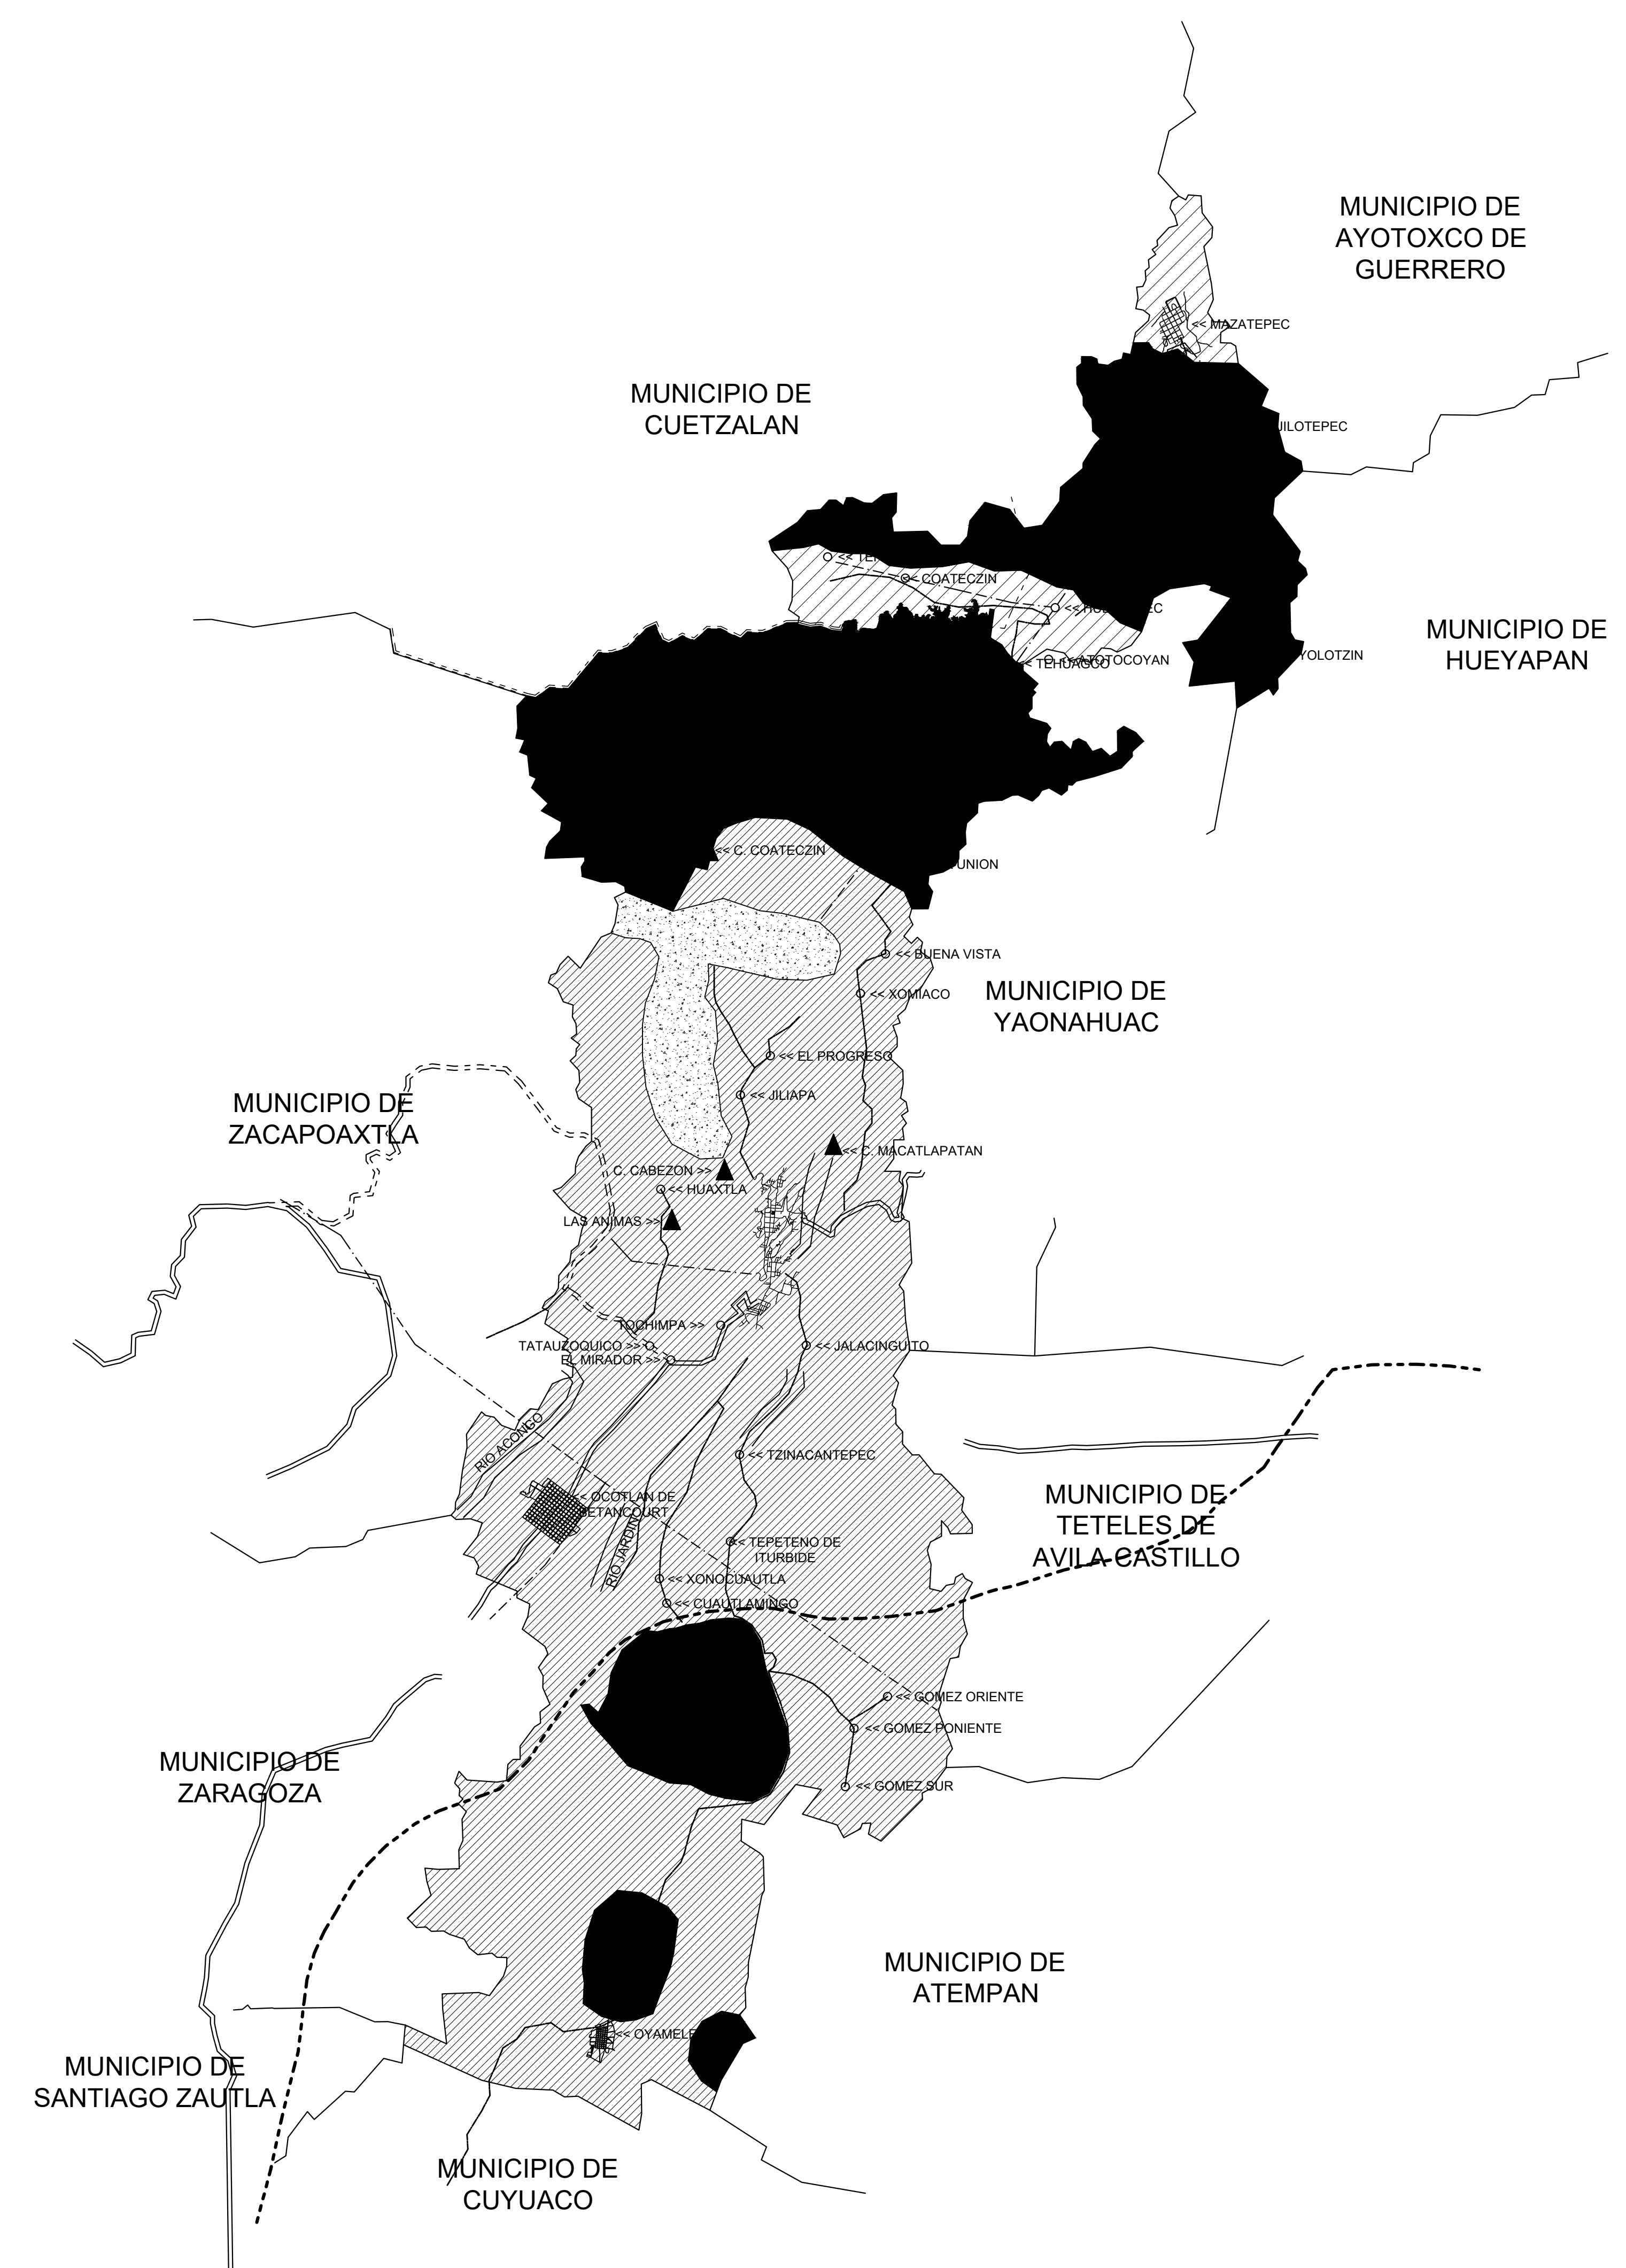 MUNICIPIO DE
AYOTOXCO DE
GUERRERO
<< MAZATEPEC
MUNICIPIO DE
CUETZALAN
JILOTEPEC
<< COATECZIN
MUNICIPIO DE
HUEYAPAN
YOLOTZIN
<< ATOTOCOYAN
<< TEHUAGCO
<< C. COATECZIN
UNION
<< BUENA VISTA
<< XOMIACO
MUNICIPIO DE
YAONAHUAC
<< EL PROGRESO
<< JILIAPA
MUNICIPIO DE
ZACAPOAXTLA
<< C. MACATLAPATAN
C. CABEZON >>
<< HUAXTLA
LAS ANIMAS >>
TOCHIMPA >>
TATAUZOQUICO >>
<< JALACINGUITO
EL MIRADOR >>
RIO ACONGO
<< TZINACANTEPEC
<< OCOTLAN DE
BETANCOURT
MUNICIPIO DE
TETELES DE
AVILA CASTILLO
RIO JARDIN
<< TEPETENO DE
ITURBIDE
<< XONOCUAUTLA
<< CUAUTLAMINGO
<< GOMEZ ORIENTE
<< GOMEZ PONIENTE
MUNICIPIO DE
ZARAGOZA
<< GOMEZ SUR
MUNICIPIO DE
ATEMPAN
<< OYAMELE
MUNICIPIO DE
SANTIAGO ZAUTLA
MUNICIPIO DE
CUYUACO